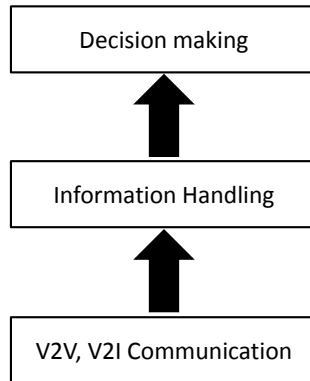 Decision making
Information Handling
V2V, V2I Communication